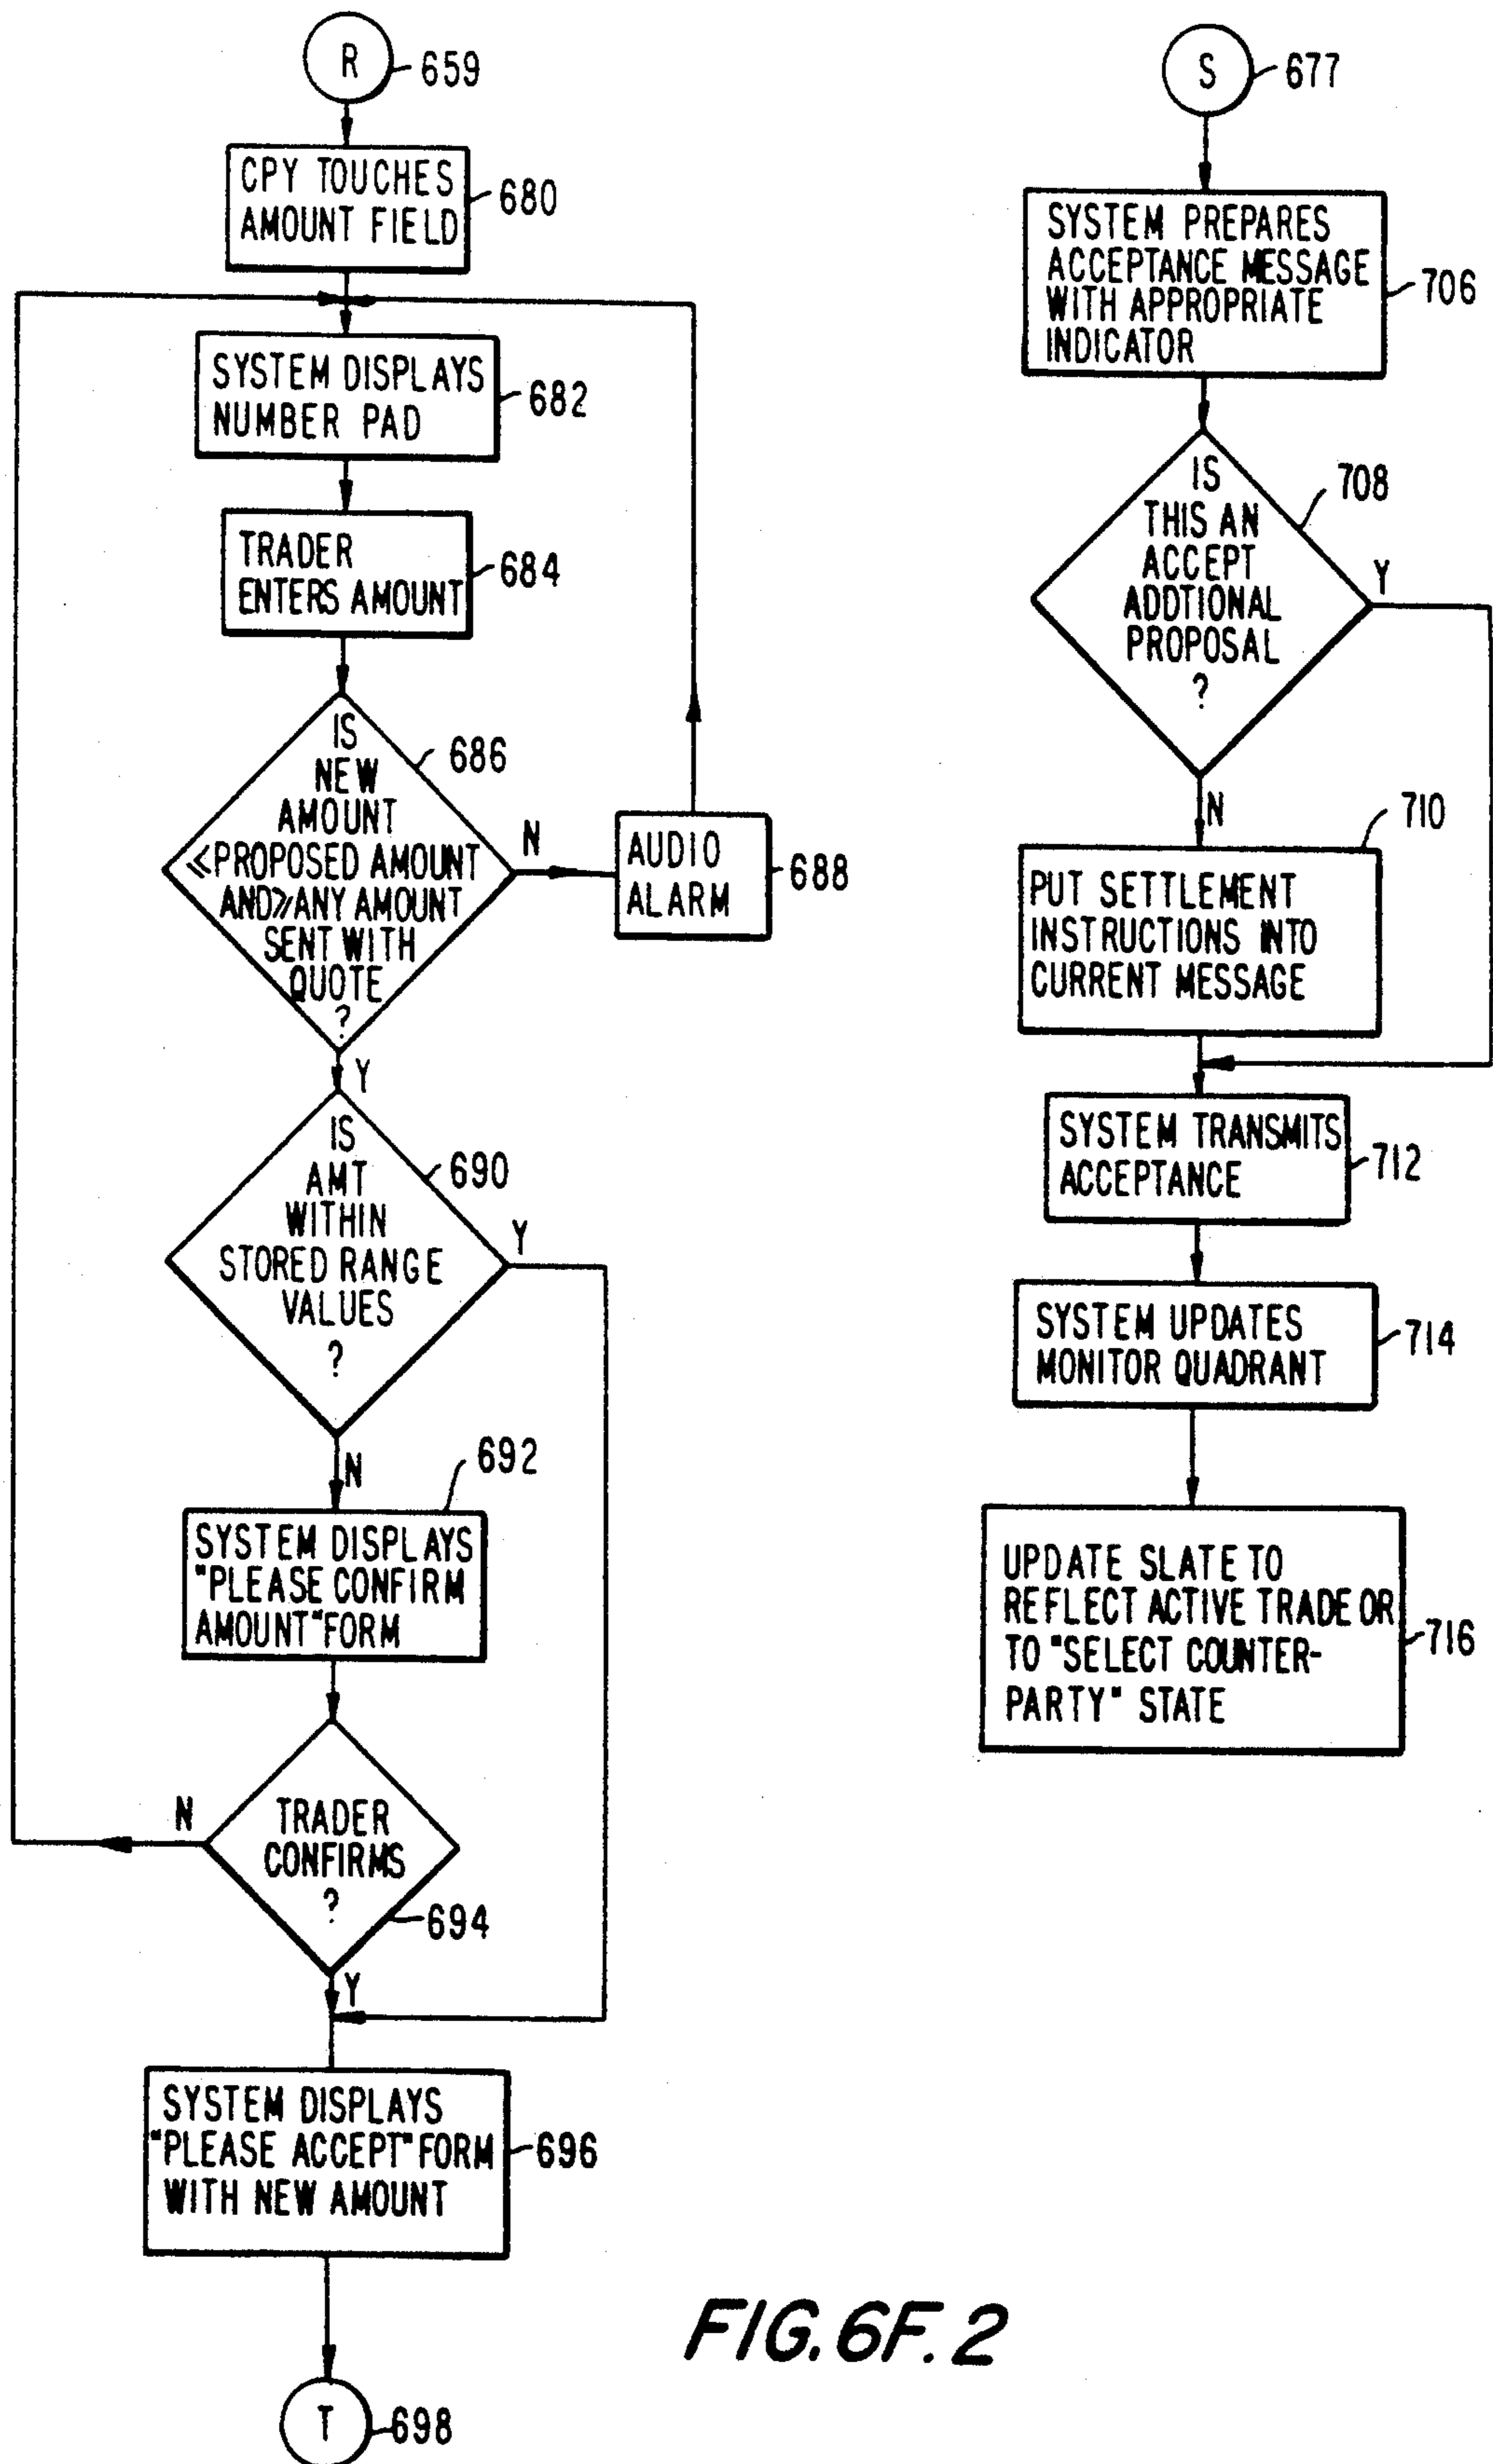 R
659
CPY TOUCHES
AMOUNT FIELD
680
SYSTEM DISPLAYS
NUMBER PAD
682
TRADER
ENTERS AMOUNT
684
IS
NEW
AMOUNT
≤PROPOSED AMOUNT
AND≥ANY AMOUNT
SENT WITH
QUOTE
?
686
N
AUDIO
ALARM
688
Y
IS
AMT
WITHIN
STORED RANGE
VALUES
?
690
Y
N
692
SYSTEM DISPLAYS
"PLEASE CONFIRM
AMOUNT" FORM
N
TRADER
CONFIRMS
?
694
Y
SYSTEM DISPLAYS
"PLEASE ACCEPT" FORM
WITH NEW AMOUNT
696
T
698
S
677
SYSTEM PREPARES
ACCEPTANCE MESSAGE
WITH APPROPRIATE
INDICATOR
706
IS
THIS AN
ACCEPT
ADDTIONAL
PROPOSAL
?
708
Y
N
710
PUT SETTLEMENT
INSTRUCTIONS INTO
CURRENT MESSAGE
SYSTEM TRANSMITS
ACCEPTANCE
712
SYSTEM UPDATES
MONITOR QUADRANT
714
UPDATE SLATE TO
REFLECT ACTIVE TRADE OR
TO "SELECT COUNTER-
PARTY" STATE
716
FIG. 6F. 2